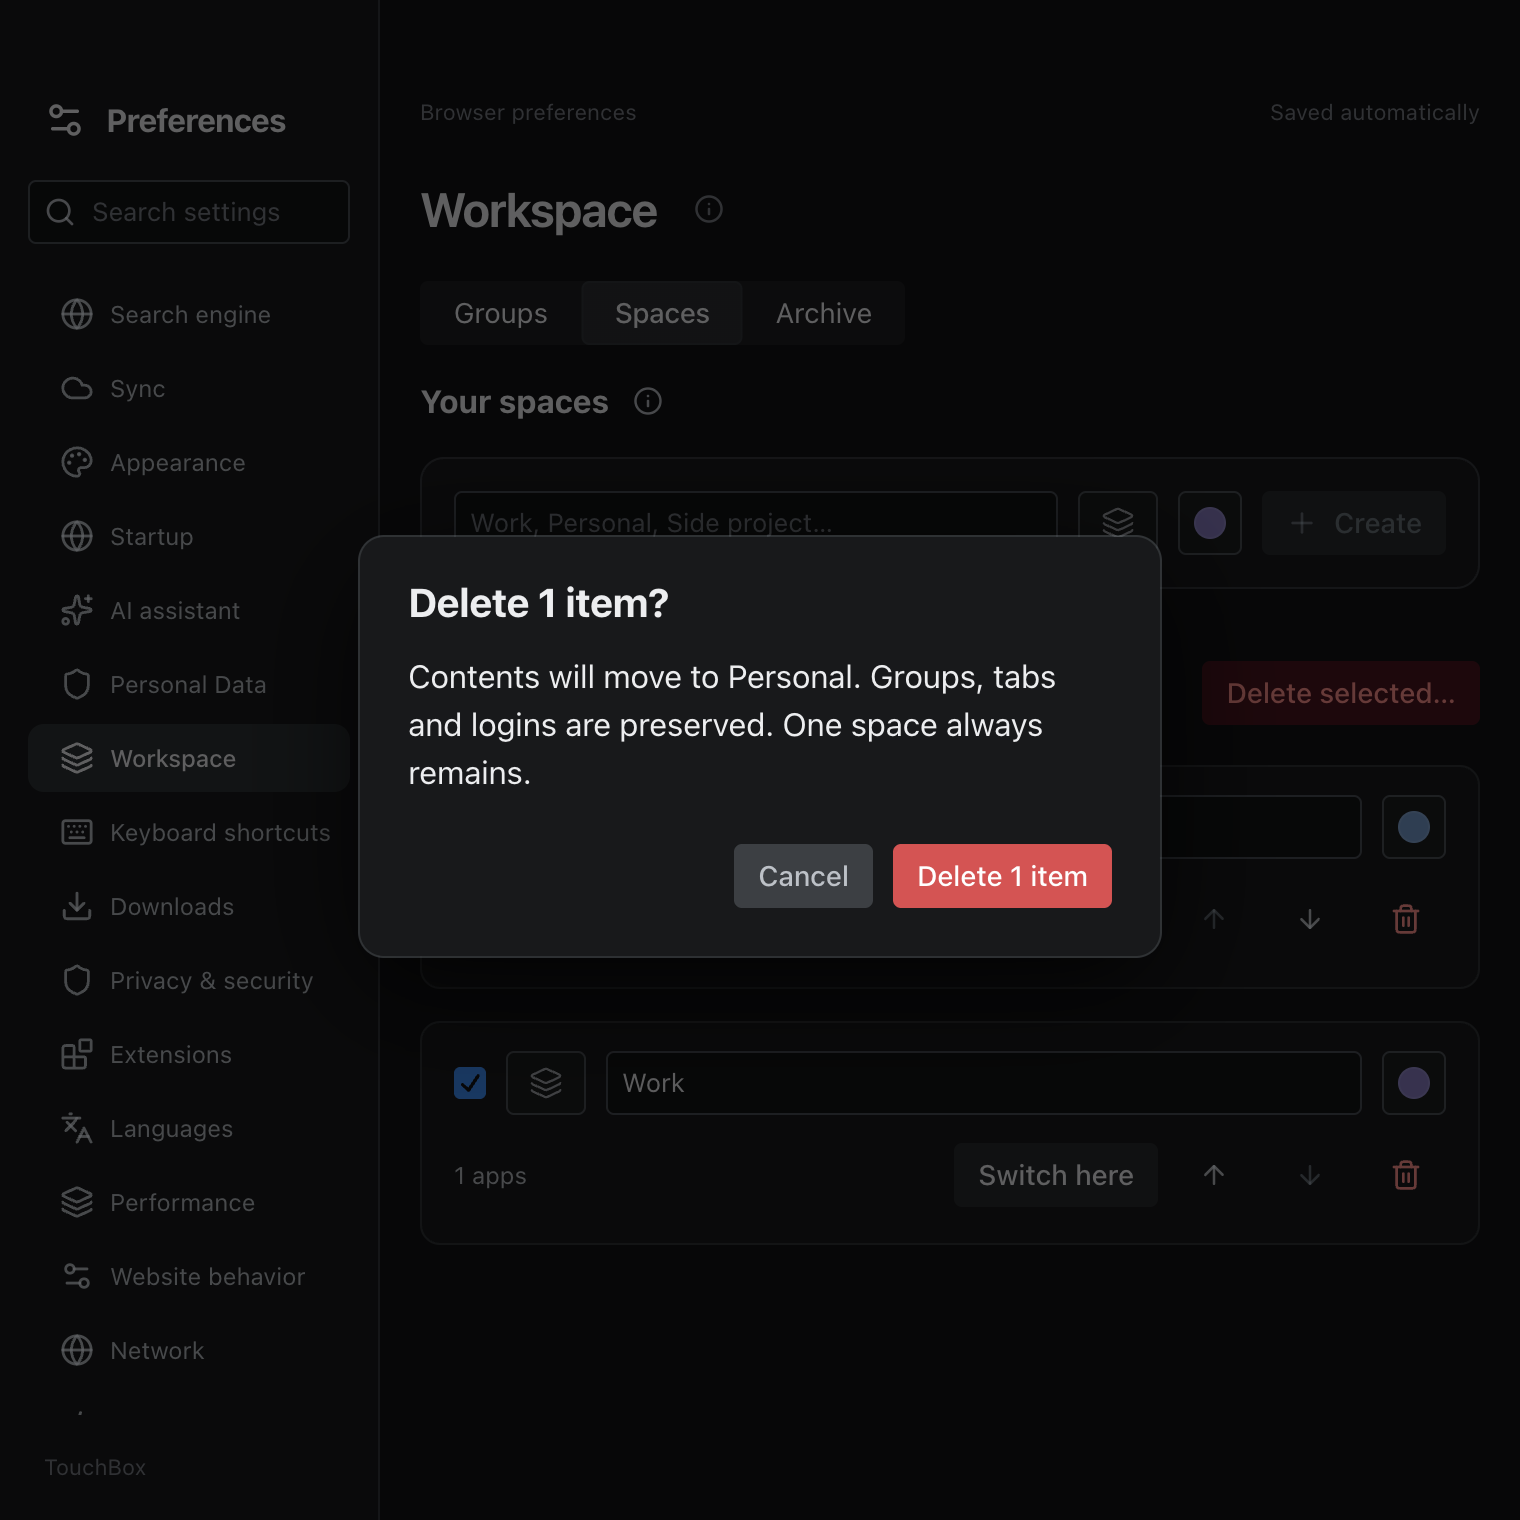 Preferences
Search settings
Search engine
Sync
Appearance
Startup
AI assistant
Personal Data
Workspace
Keyboard shortcuts
Downloads
Privacy & security
Extensions
Languages
Performance
Website behavior
Network
TouchBox
Browser preferences
Saved automatically
Workspace
Groups
Spaces
Archive
Your spaces
Work, Personal, Side project...
Create
Delete selected...
Delete 1 item?
Contents will move to Personal. Groups, tabs
and logins are preserved. One space always
remains.
Cancel
Delete 1 item
Work
1 apps
Switch here